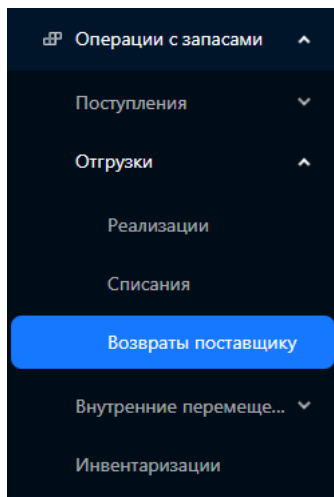 Операции с запасами
Поступления
Отгрузки
Реализации
Списания
Возвраты поставщику
Внутренние перемеще...
Инвентаризации